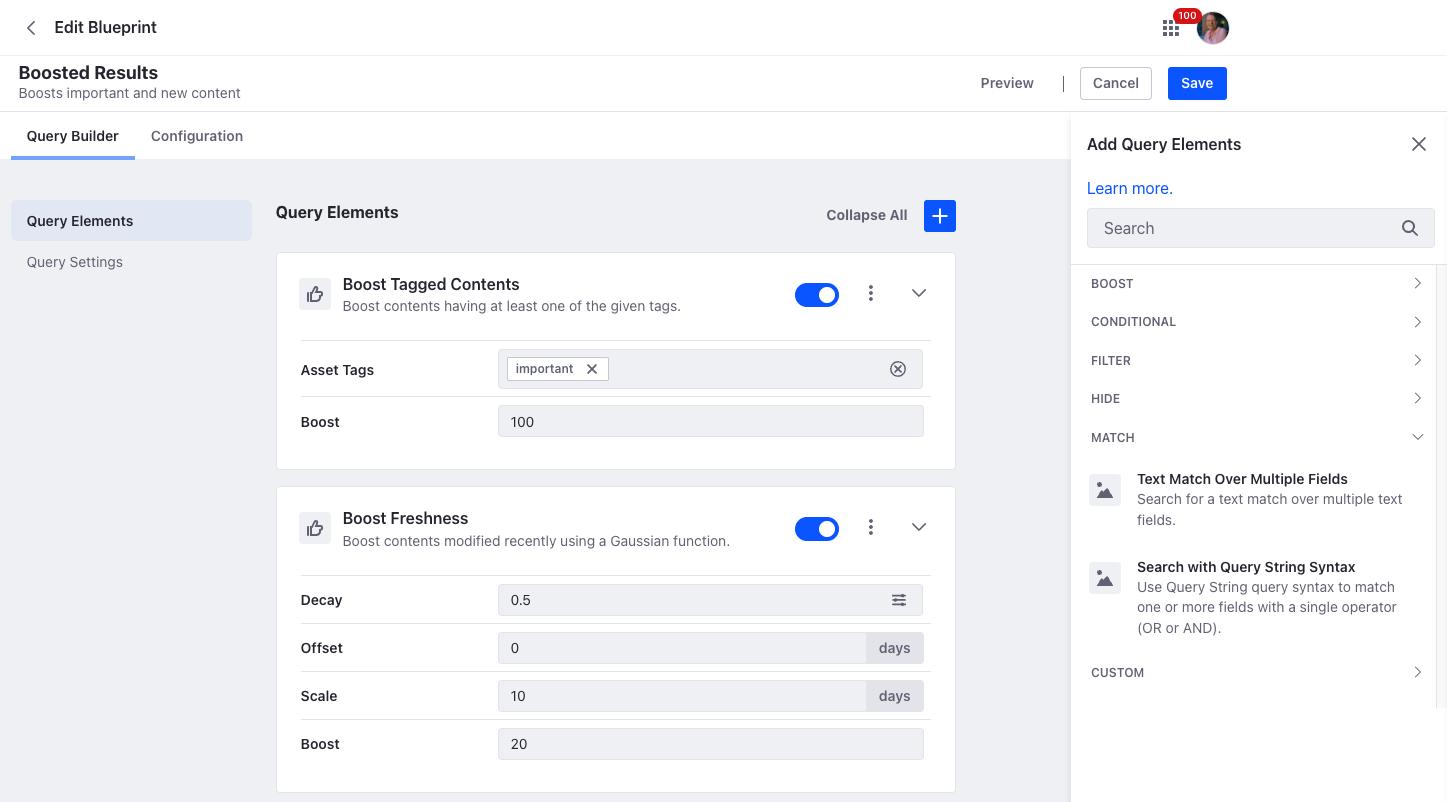 Edit Blueprint
100
Boosted Results
Boosts important and new content
Preview
Cancel
Save
Query Builder
Configuration
Query Elements
Query Settings
Query Elements
Collapse All
Boost Tagged Contents
Boost contents having at least one of the given tags.
Asset Tags
important
Boost
100
Boost Freshness
Boost contents modified recently using a Gaussian function.
Decay
0.5
Offset
0
days
Scale
10
days
Boost
20
Add Query Elements
Learn more.
Search
BOOST
CONDITIONAL
FILTER
HIDE
MATCH
Text Match Over Multiple Fields
Search for a text match over multiple text
fields.
Search with Query String Syntax
Use Query String query syntax to match
one or more fields with a single operator
(OR or AND).
CUSTOM